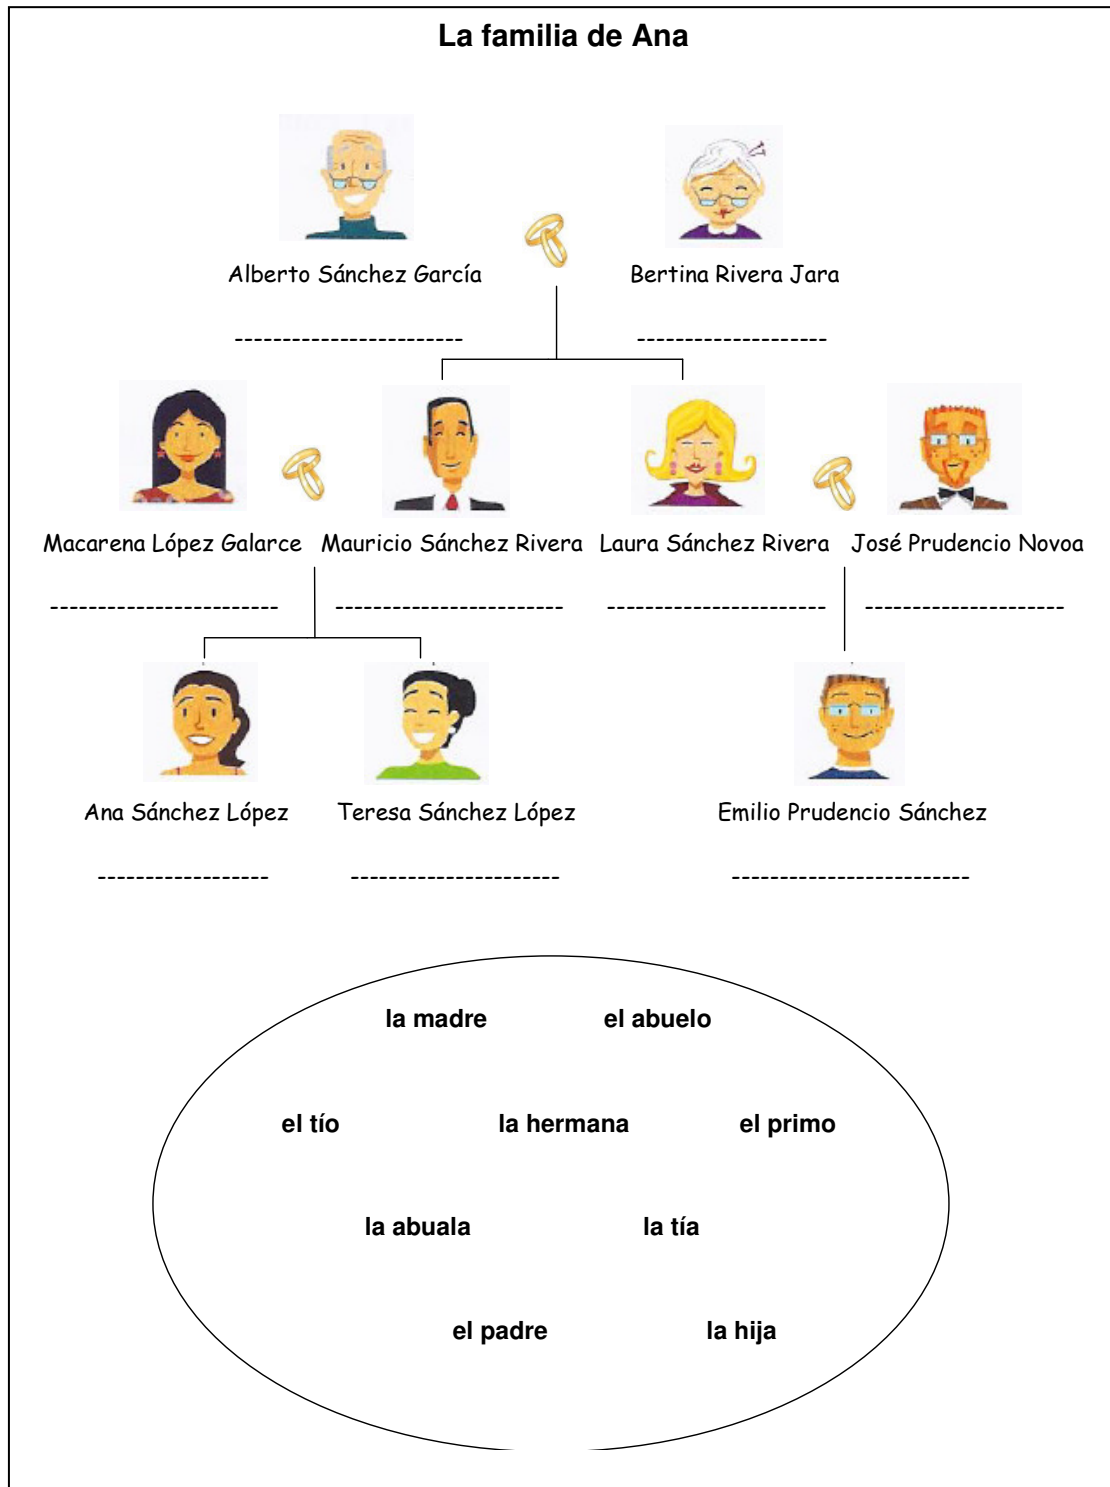 La familia de Ana
Alberto Sánchez García Bertina Rivera Jara
------------------------ --------------------
Macarena López Galarce Mauricio Sánchez Rivera Laura Sánchez Rivera José Prudencio Novoa
------------------------ ------------------------ ----------------------- ---------------------
Ana Sánchez López Teresa Sánchez López Emilio Prudencio Sánchez
------------------ ---------------------- -------------------------
la madre el abuelo
el tío la hermana el primo
la abuala la tía
el padre la hija